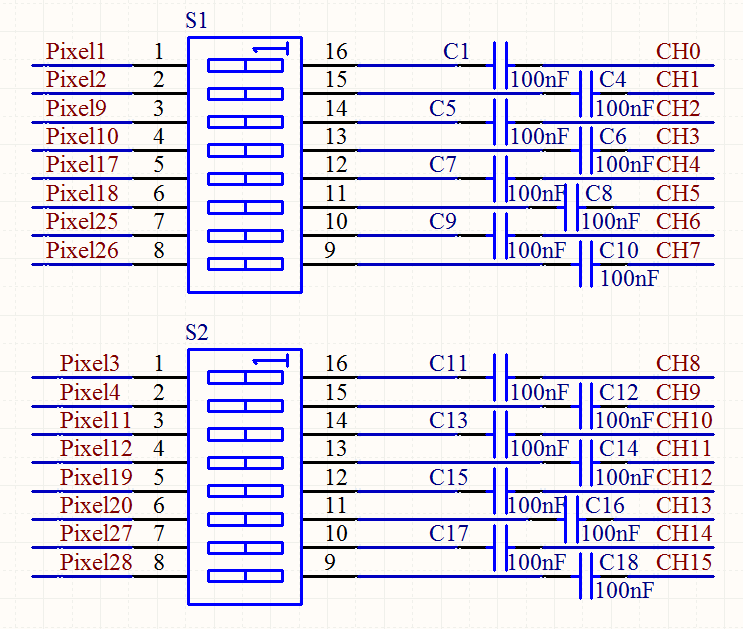 S1
Pixel1 1 16 C1 CH0
Pixel2 2 15 100nF C4 CH1
Pixel9 3 14 C5 100nF CH2
Pixel10 4 13 100nF C6 CH3
Pixel17 5 12 C7 100nF CH4
Pixel18 6 11 100nF C8 CH5
Pixel25 7 10 C9 100nF CH6
Pixel26 8 9 100nF C10 CH7
100nF
S2
Pixel3 1 16 C11 CH8
Pixel4 2 15 100nF C12 CH9
Pixel11 3 14 C13 100nF CH10
Pixel12 4 13 100nF C14 CH11
Pixel19 5 12 C15 100nF CH12
Pixel20 6 11 100nF C16 CH13
Pixel27 7 10 C17 100nF CH14
Pixel28 8 9 100nF C18 CH15
100nF